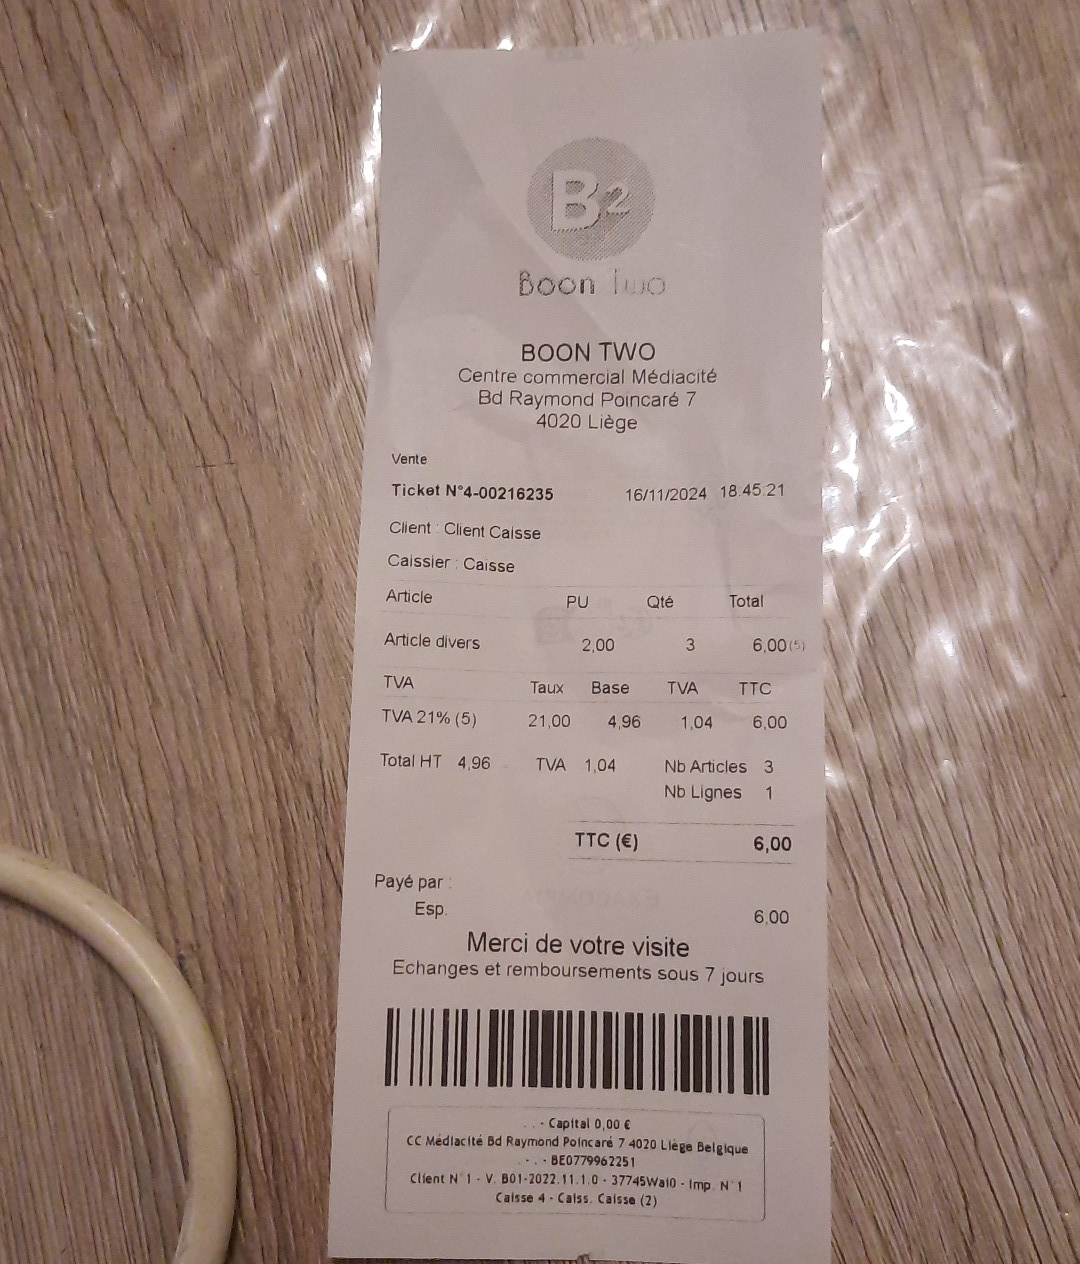 B2
Boon Two
BOON TWO
Centre commercial Médiacité
Bd Raymond Poincaré 7
4020 Liège
Vente
Ticket N°4-00216235 16/11/2024 18:45:21
Client : Client Caisse
Caissier : Caisse
Article PU Qté Total
Article divers 2,00 3 6,00(5)
TVA Taux Base TVA TTC
TVA 21% (5) 21,00 4,96 1,04 6,00
Total HT 4,96 TVA 1,04 Nb Articles 3
Nb Lignes 1
TTC (€) 6,00
Payé par :
Esp. 6,00
Merci de votre visite
Echanges et remboursements sous 7 jours
. . - Capital 0,00 €
CC Médiacité Bd Raymond Poincaré 7 4020 Liège Belgique
- . - BE0779962251
Client N°1 - V. B01-2022.11.1.0 - 37745Wal0 - Imp. N°1
Caisse 4 - Caiss. Caisse (2)